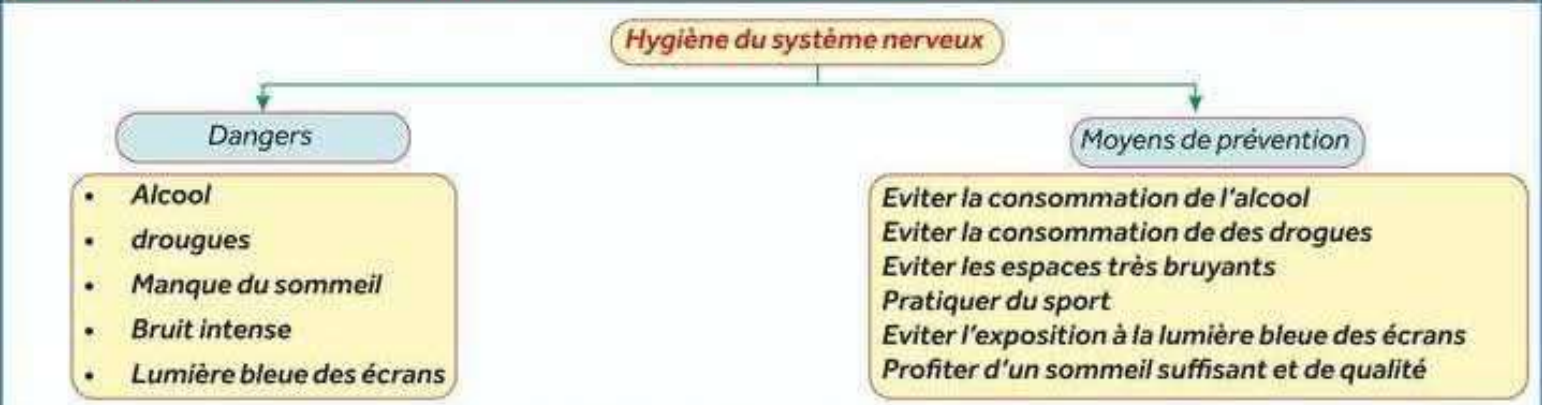 Hygiène du système nerveux
Dangers
• Alcool
• drougues
• Manque du sommeil
• Bruit intense
• Lumière bleue des écrans
Moyens de prévention
Eviter la consommation de l'alcool
Eviter la consommation de des drogues
Eviter les espaces très bruyants
Pratiquer du sport
Eviter l'exposition à la lumière bleue des écrans
Profiter d'un sommeil suffisant et de qualité